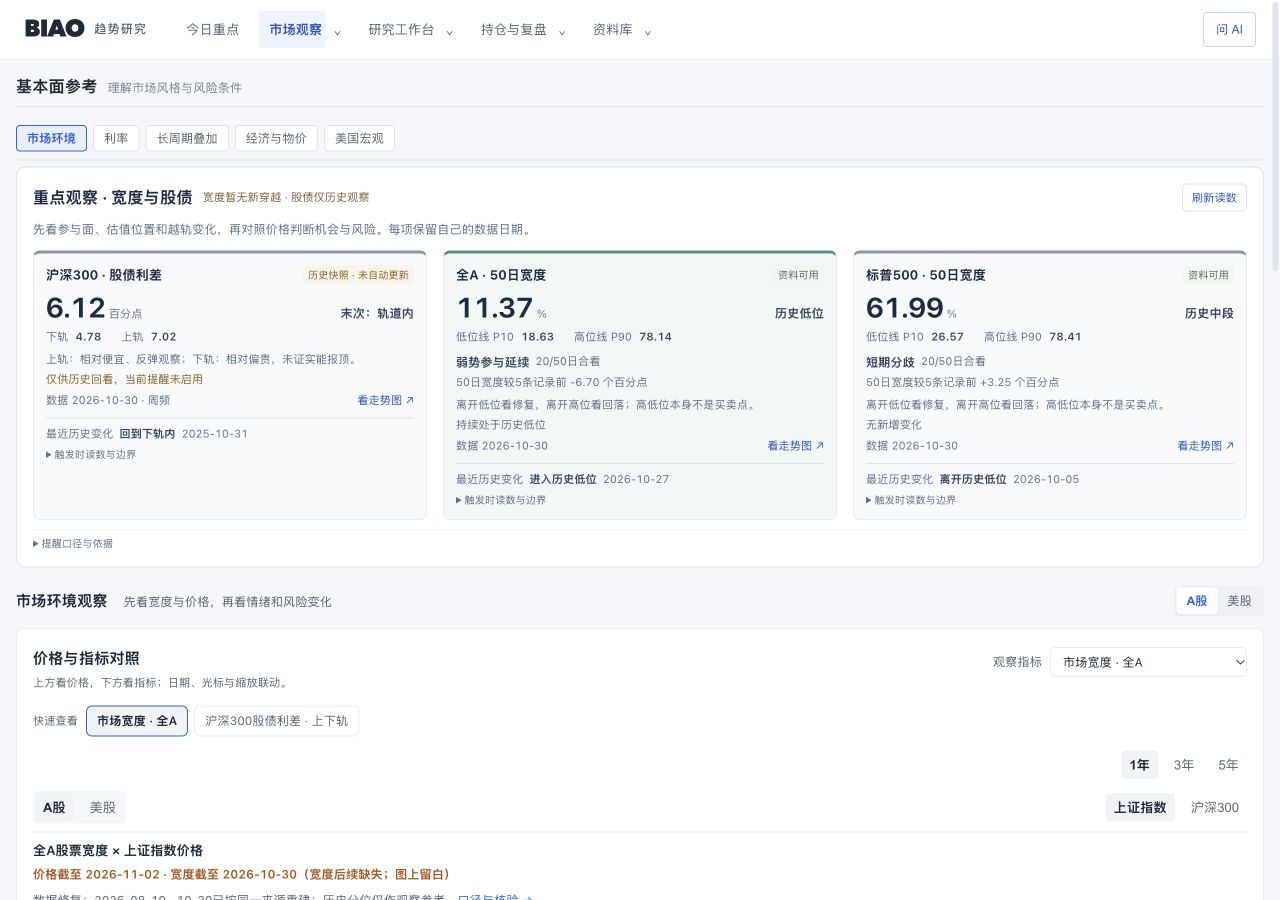 BIAO 趋势研究 今日重点 市场观察 研究工作台 持仓与复盘 资料库 问 AI
基本面参考 理解市场风格与风险条件
市场环境 利率 长周期叠加 经济与物价 美国宏观
重点观察 · 宽度与股债 宽度暂无新穿越 · 股债仅历史观察 刷新读数
先看参与面、估值位置和越轨变化，再对照价格判断机会与风险。每项保留自己的数据日期。
沪深300 · 股债利差 历史快照 · 未自动更新
6.12 百分点 末次：轨道内
下轨 4.78 上轨 7.02
上轨：相对便宜、反弹观察；下轨：相对偏贵，未证实能报顶。
仅供历史回看，当前提醒未启用
数据 2026-10-30 · 周频 看走势图 ↗
最近历史变化 回到下轨内 2025-10-31
▸ 触发时读数与边界
全A · 50日宽度 资料可用
11.37 % 历史低位
低位线 P10 18.63 高位线 P90 78.14
弱势参与延续 20/50日合看
50日宽度较5条记录前 -6.70 个百分点
离开低位看修复，离开高位看回落；高低位本身不是买卖点。
持续处于历史低位
数据 2026-10-30 看走势图 ↗
最近历史变化 进入历史低位 2026-10-27
▸ 触发时读数与边界
标普500 · 50日宽度 资料可用
61.99 % 历史中段
低位线 P10 26.57 高位线 P90 78.41
短期分歧 20/50日合看
50日宽度较5条记录前 +3.25 个百分点
离开低位看修复，离开高位看回落；高低位本身不是买卖点。
无新增变化
数据 2026-10-30 看走势图 ↗
最近历史变化 离开历史低位 2026-10-05
▸ 触发时读数与边界
▸ 提醒口径与依据
市场环境观察 先看宽度与价格，再看情绪和风险变化 A股 美股
价格与指标对照 观察指标 市场宽度 · 全A
上方看价格，下方看指标；日期、光标与缩放联动。
快速查看 市场宽度 · 全A 沪深300股债利差 · 上下轨
1年 3年 5年
A股 美股 上证指数 沪深300
全A股票宽度 × 上证指数价格
价格截至 2026-11-02 · 宽度截至 2026-10-30（宽度后续缺失；图上留白）